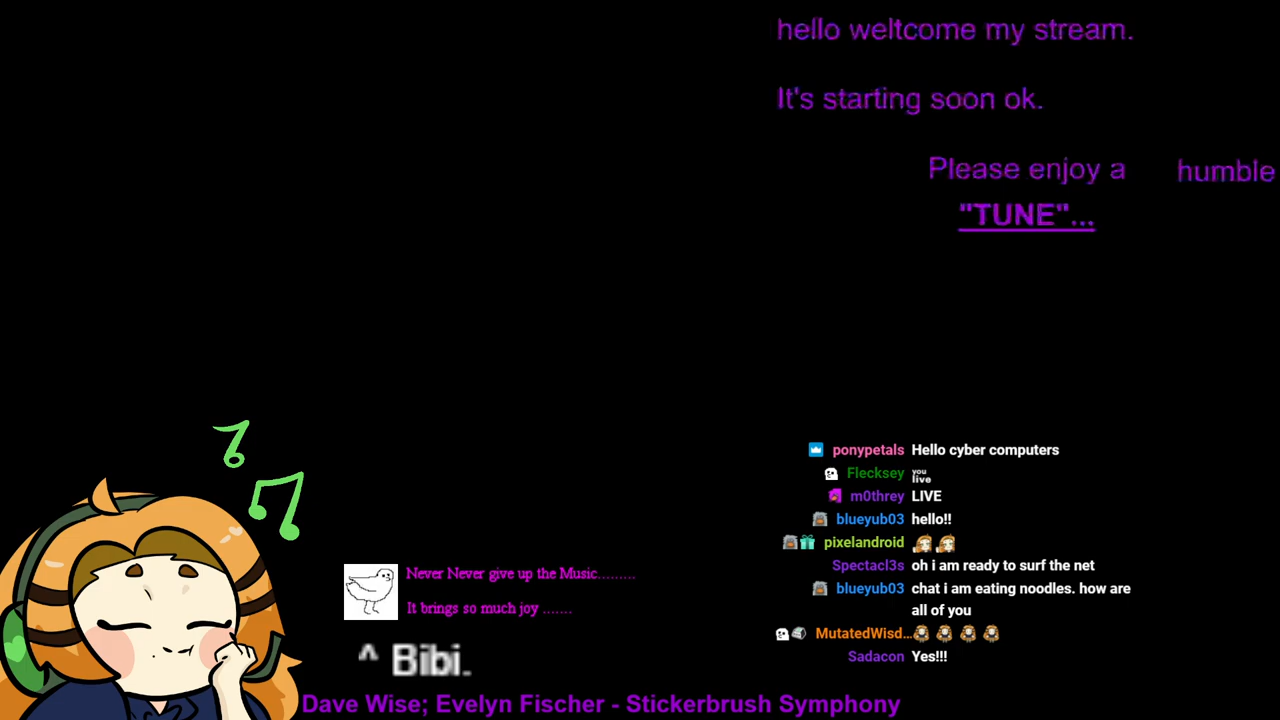 hello weltcome my stream.
It's starting soon ok.
Please enjoy a humble
"TUNE"...
ponypetals Hello cyber computers
Flecksey you
live
m0threy LIVE
blueyub03 hello!!
pixelandroid
Spectacl3s oh i am ready to surf the net
blueyub03 chat i am eating noodles. how are
all of you
MutatedWisd...
Sadacon Yes!!!
Never Never give up the Music.........
It brings so much joy .......
^ Bibi.
Dave Wise; Evelyn Fischer - Stickerbrush Symphony